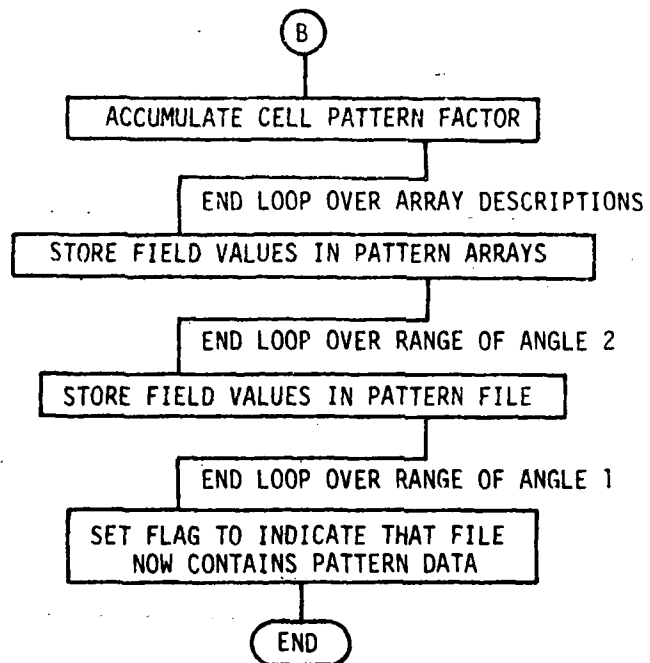 B
ACCUMULATE CELL PATTERN FACTOR
END LOOP OVER ARRAY DESCRIPTIONS
STORE FIELD VALUES IN PATTERN ARRAYS
END LOOP OVER RANGE OF ANGLE 2
STORE FIELD VALUES IN PATTERN FILE
END LOOP OVER RANGE OF ANGLE 1
SET FLAG TO INDICATE THAT FILE
NOW CONTAINS PATTERN DATA
END